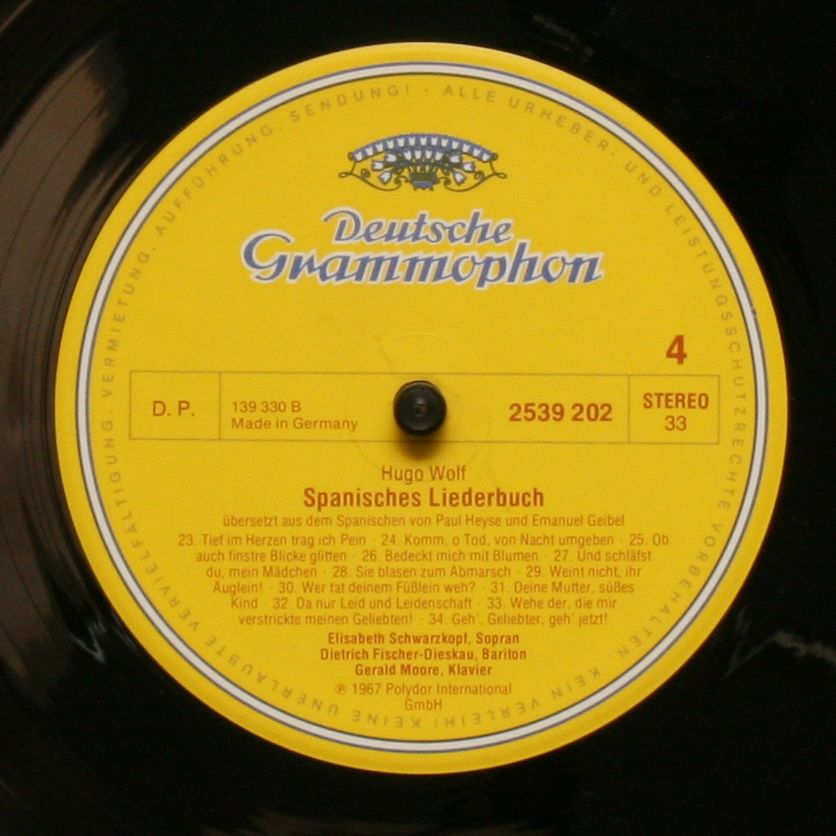 VERMIETUNG, AUFFÜHRUNG, SENDUNG! - ALLE URHEBER- UND LEISTUNGSSCHUTZRECHTE VORBEHALTEN. KEIN VERLEIH! KEINE UNERLAUBTE VERVIELFÄLTIGUNG,
Deutsche
Grammophon
4
D. P.
139 330 B
Made in Germany
2539 202
STEREO
33
Hugo Wolf
Spanisches Liederbuch
übersetzt aus dem Spanischen von Paul Heyse und Emanuel Geibel
23. Tief im Herzen trag ich Pein · 24. Komm, o Tod, von Nacht umgeben · 25. Ob
auch finstre Blicke glitten · 26. Bedeckt mich mit Blumen · 27. Und schläfst
du, mein Mädchen · 28. Sie blasen zum Abmarsch · 29. Weint nicht, ihr
Äuglein! · 30. Wer tat deinem Füßlein weh? · 31. Deine Mutter, süßes
Kind · 32. Da nur Leid und Leidenschaft · 33. Wehe der, die mir
verstrickte meinen Geliebten! · 34. Geh', Geliebter, geh' jetzt!
Elisabeth Schwarzkopf, Sopran
Dietrich Fischer-Dieskau, Bariton
Gerald Moore, Klavier
℗ 1967 Polydor International
GmbH